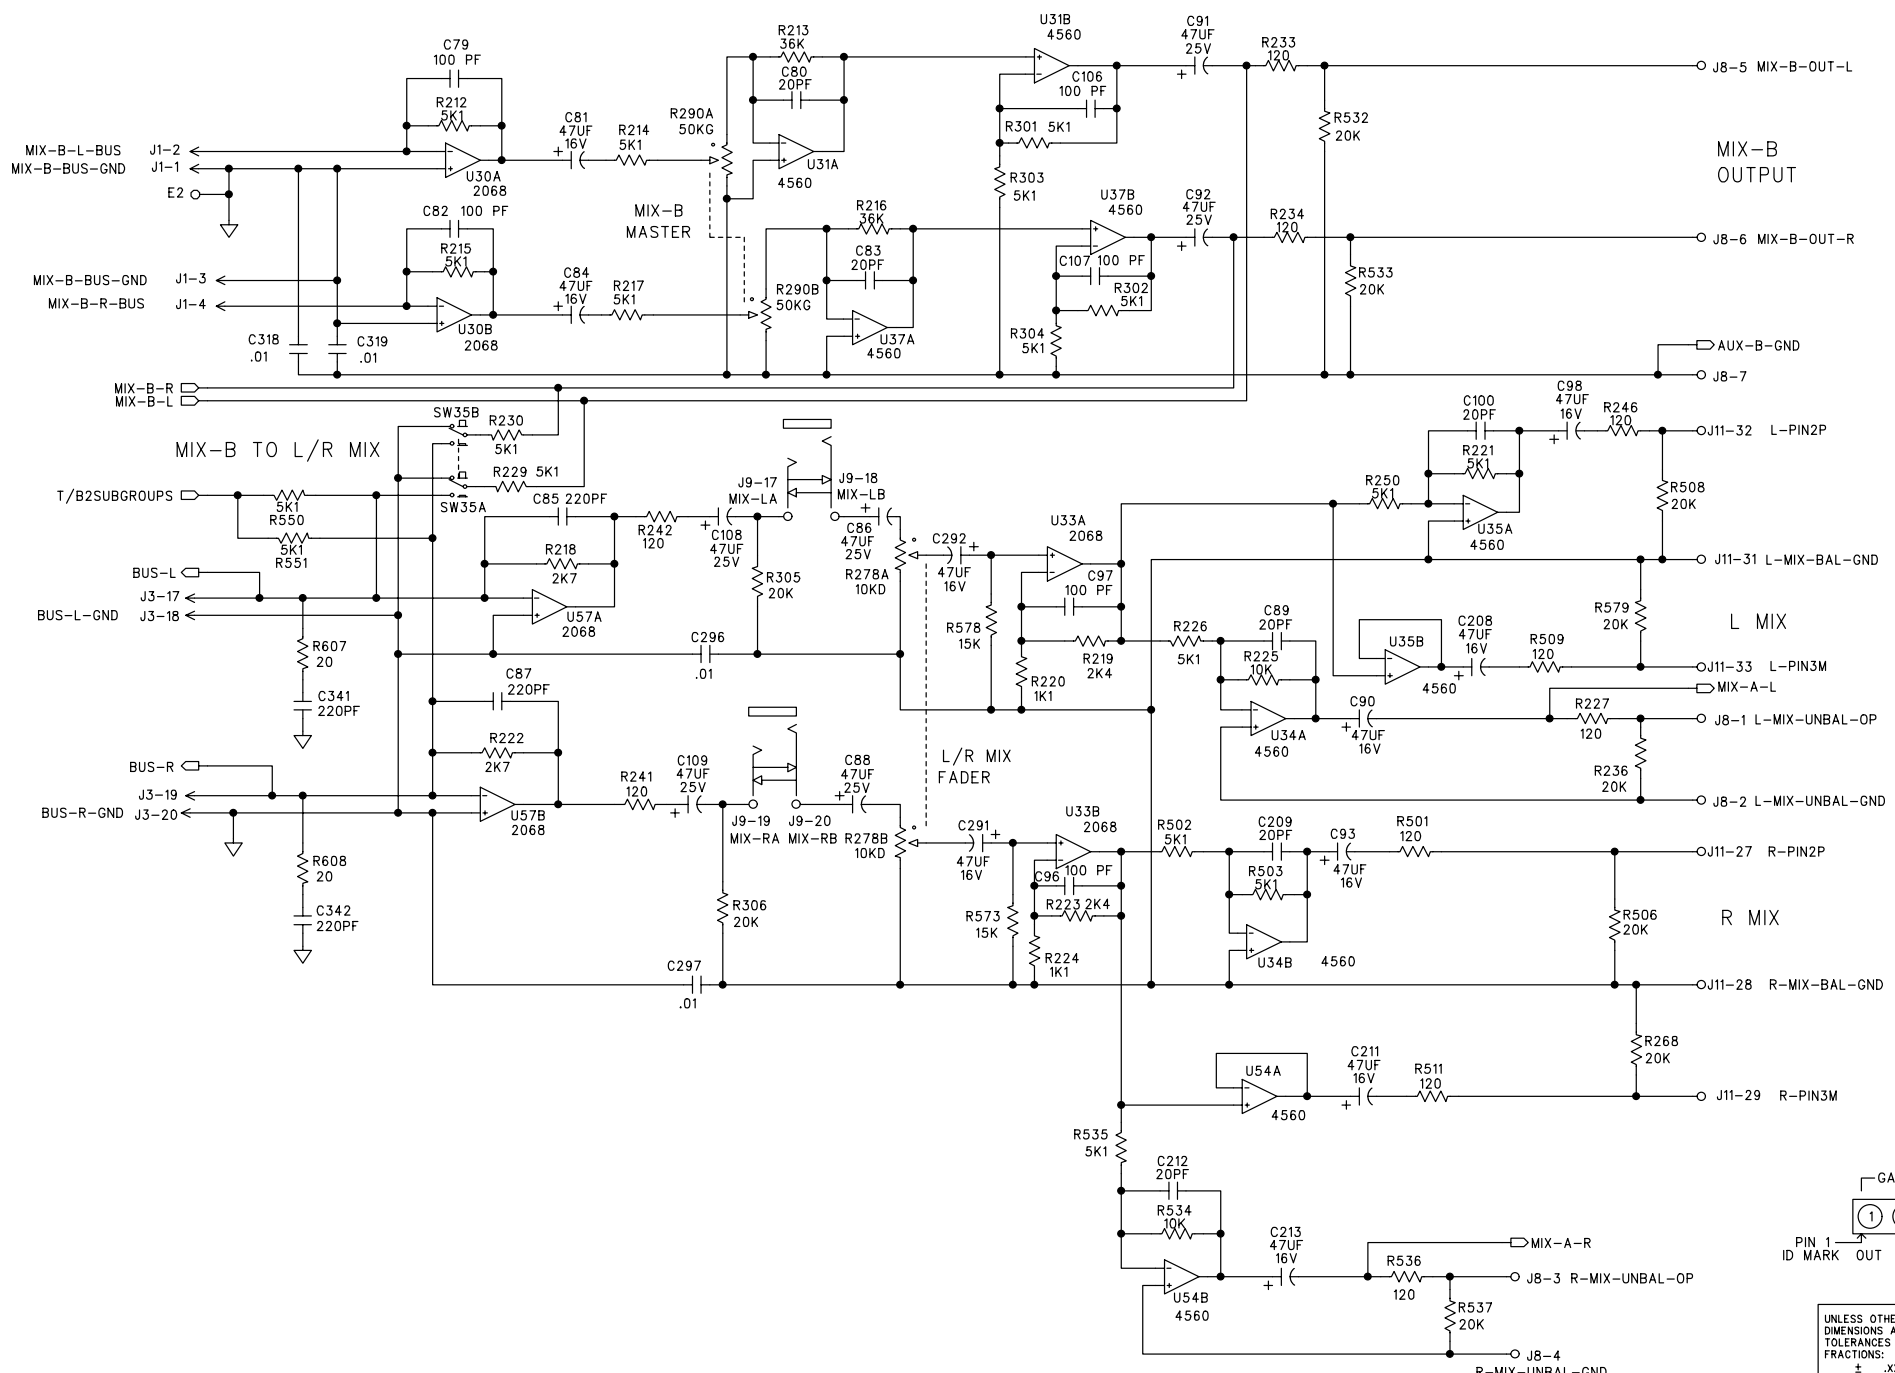 C79
100 PF
R212
5K1
MIX-B-L-BUS J1-2
MIX-B-BUS-GND J1-1
E2
U30A
2068
C81
47UF
16V
R214
5K1
R290A
50KG
R213
36K
C80
20PF
U31A
4560
U31B
4560
C106
100 PF
R301 5K1
R303
5K1
C91
47UF
25V
R233
120
J8-5 MIX-B-OUT-L
R532
20K
MIX-B
OUTPUT
C82 100 PF
R215
5K1
MIX-B-BUS-GND J1-3
MIX-B-R-BUS J1-4
U30B
2068
C84
47UF
16V
R217
5K1
MIX-B
MASTER
R290B
50KG
R216
36K
C83
20PF
U37A
4560
U37B
4560
C107 100 PF
R302
5K1
R304
5K1
C92
47UF
25V
R234
120
J8-6 MIX-B-OUT-R
R533
20K
C318
.01
C319
.01
AUX-B-GND
J8-7
MIX-B-R
MIX-B-L
MIX-B TO L/R MIX
SW35B
R230
5K1
R229 5K1
SW35A
T/B2SUBGROUPS
5K1
R550
5K1
R551
BUS-L
J3-17
BUS-L-GND J3-18
R607
20
C341
220PF
C85 220PF
R218
2K7
U57A
2068
R242
120
C108
47UF
25V
J9-17
MIX-LA
J9-18
MIX-LB
C86
47UF
25V
R305
20K
R278A
10KD
C296
.01
C292
47UF
16V
R578
15K
U33A
2068
C97
100 PF
R219
2K4
R220
1K1
R250
5K1
C100
20PF
R221
5K1
U35A
4560
C98
47UF
16V
R246
120
J11-32 L-PIN2P
R508
20K
J11-31 L-MIX-BAL-GND
R579
20K
L MIX
U35B
4560
C208
47UF
16V
R509
120
J11-33 L-PIN3M
MIX-A-L
R226
5K1
C89
20PF
R225
10K
U34A
4560
C90
47UF
16V
R227
120
J8-1 L-MIX-UNBAL-OP
R236
20K
J8-2 L-MIX-UNBAL-GND
C87
220PF
R222
2K7
BUS-R
J3-19
BUS-R-GND J3-20
R608
20
C342
220PF
U57B
2068
R241
120
C109
47UF
25V
J9-19
MIX-RA
J9-20
MIX-RB
C88
47UF
25V
L/R MIX
FADER
R278B
10KD
R306
20K
C297
.01
C291
47UF
16V
R573
15K
U33B
2068
C96
100 PF
R223 2K4
R224
1K1
R502
5K1
C209
20PF
R503
5K1
U34B 4560
C93
47UF
16V
R501
120
J11-27 R-PIN2P
R506
20K
R MIX
J11-28 R-MIX-BAL-GND
R268
20K
U54A
4560
C211
47UF
16V
R511
120
J11-29 R-PIN3M
R535
5K1
C212
20PF
R534
10K
U54B
4560
C213
47UF
16V
MIX-A-R
R536
120
J8-3 R-MIX-UNBAL-OP
R537
20K
J8-4
R-MIX-UNBAL-GND
GA
1
PIN 1
ID MARK OUT
UNLESS OTHE
DIMENSIONS A
TOLERANCES
FRACTIONS:
± .X